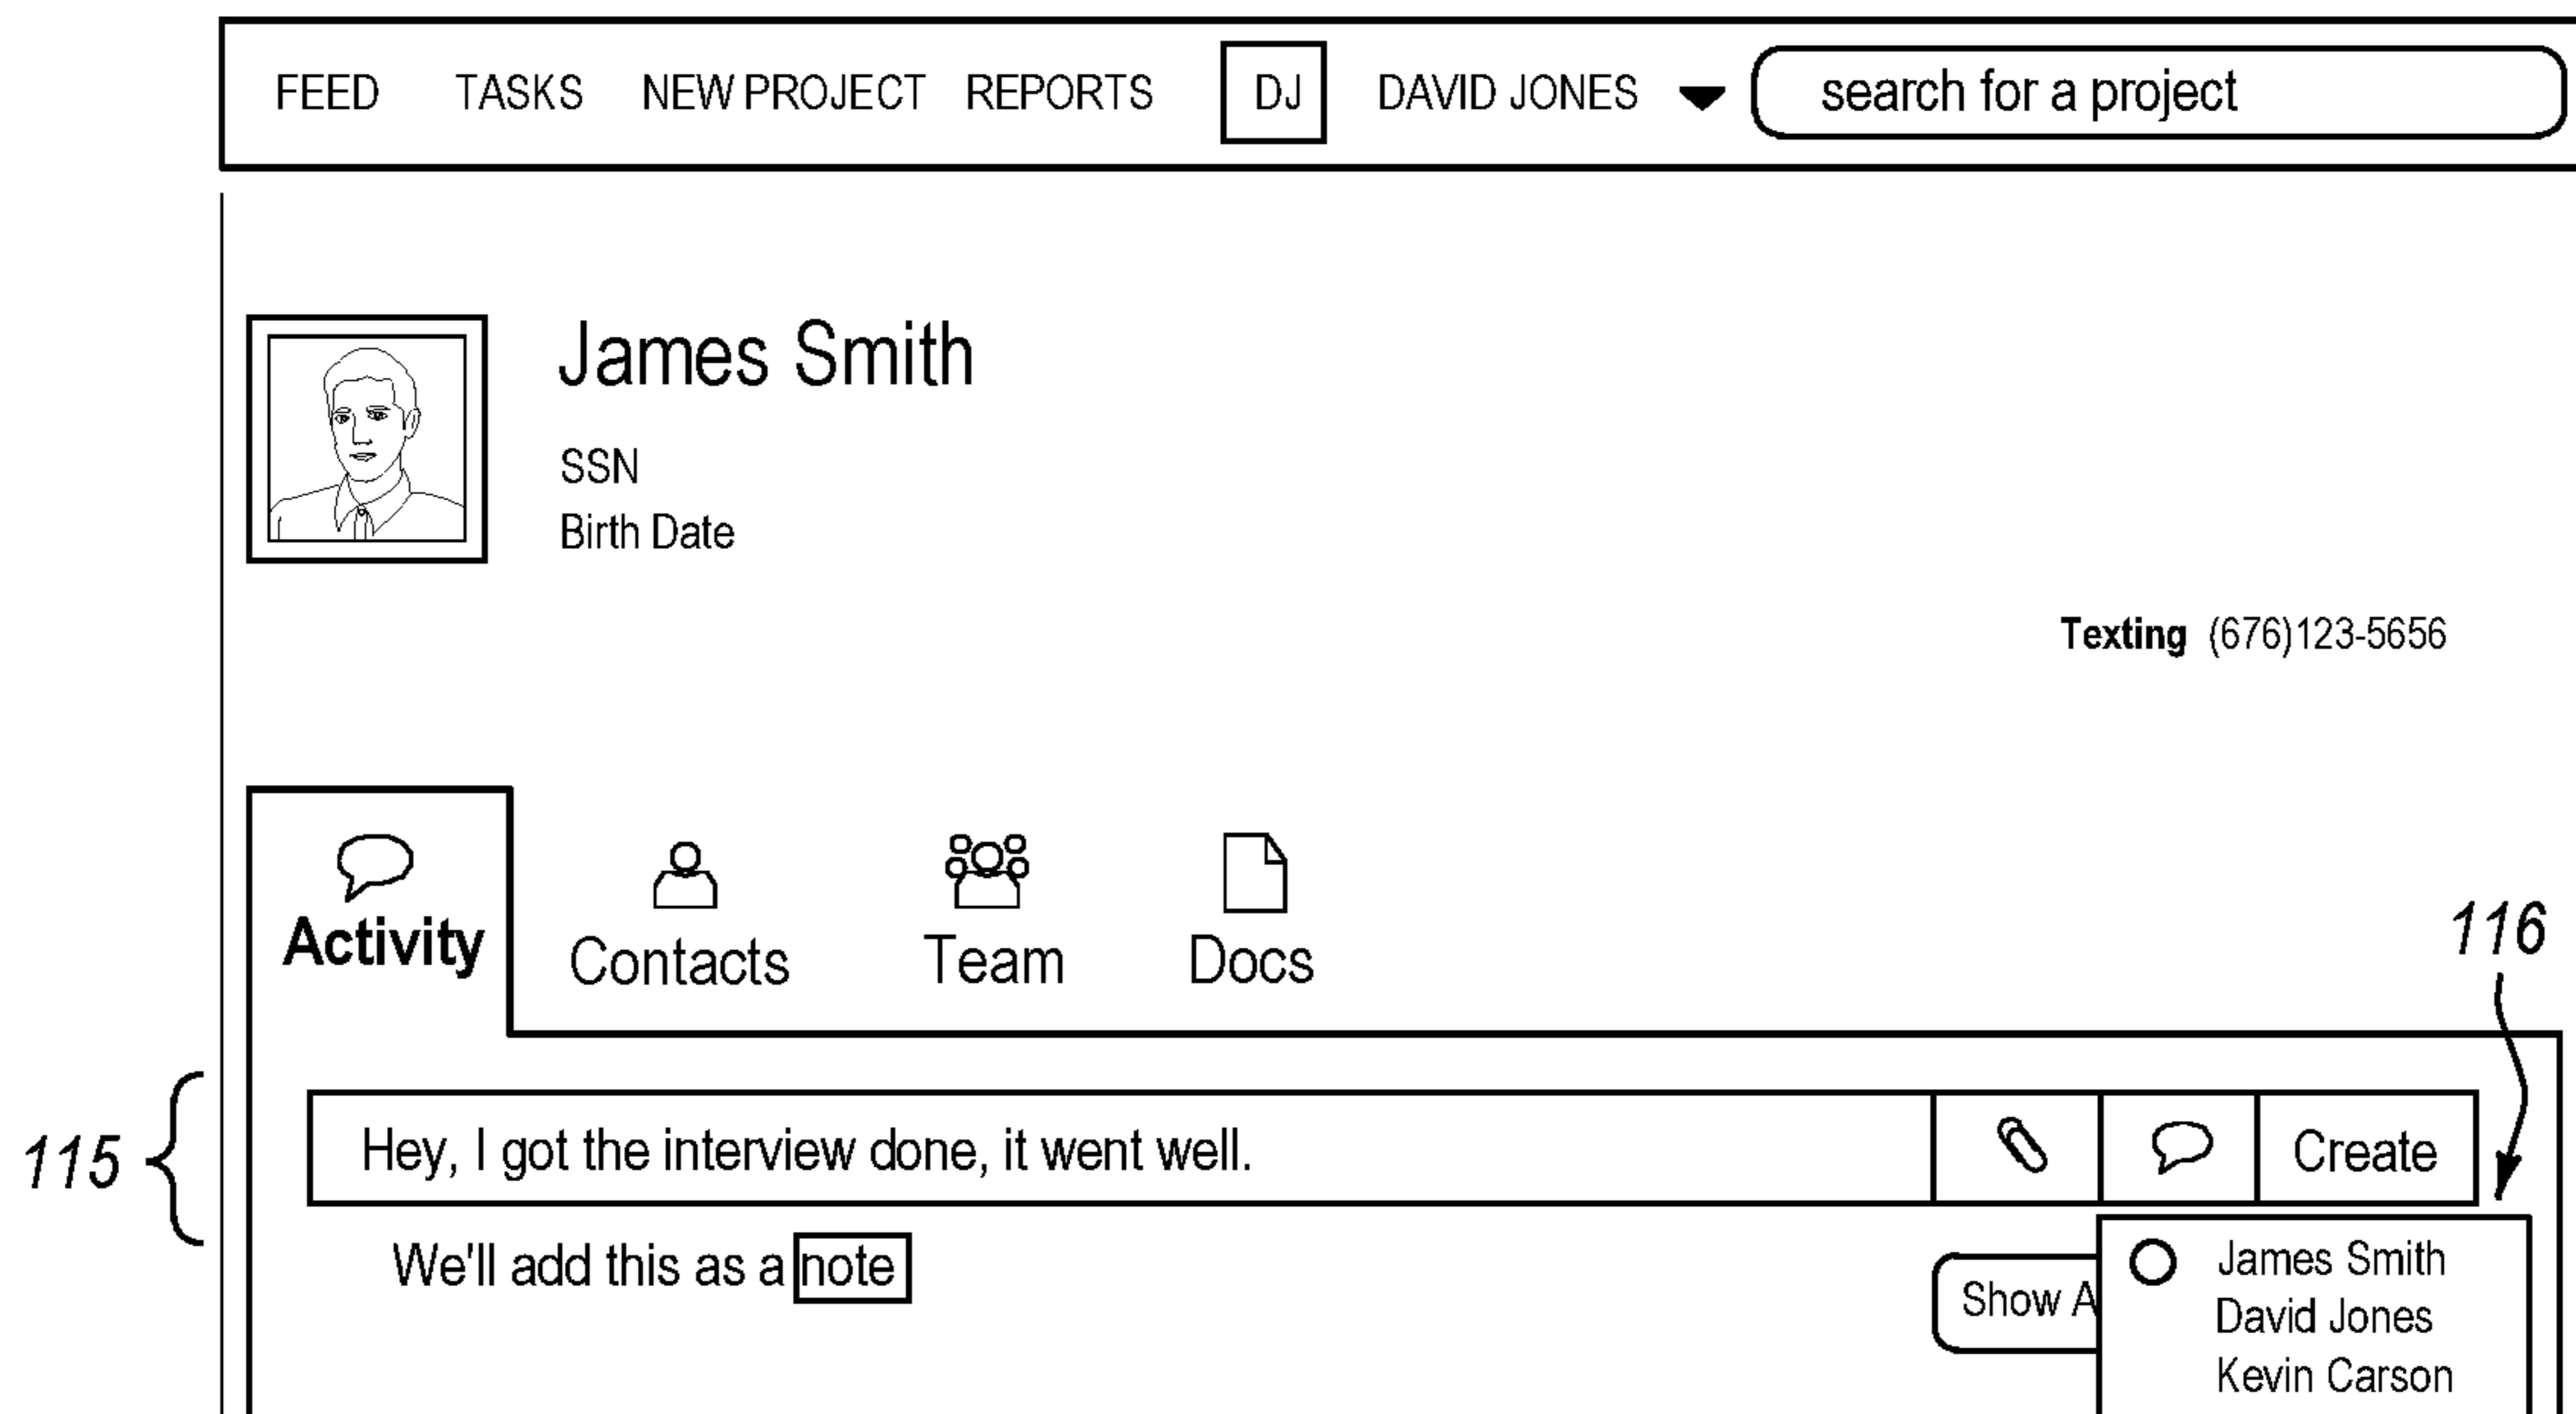 FEED TASKS NEW PROJECT REPORTS DJ DAVID JONES search for a project
James Smith
SSN
Birth Date
Texting (676)123-5656
Activity Contacts Team Docs
116
115
Hey, I got the interview done, it went well. Create
We'll add this as a note
Show A
James Smith
David Jones
Kevin Carson